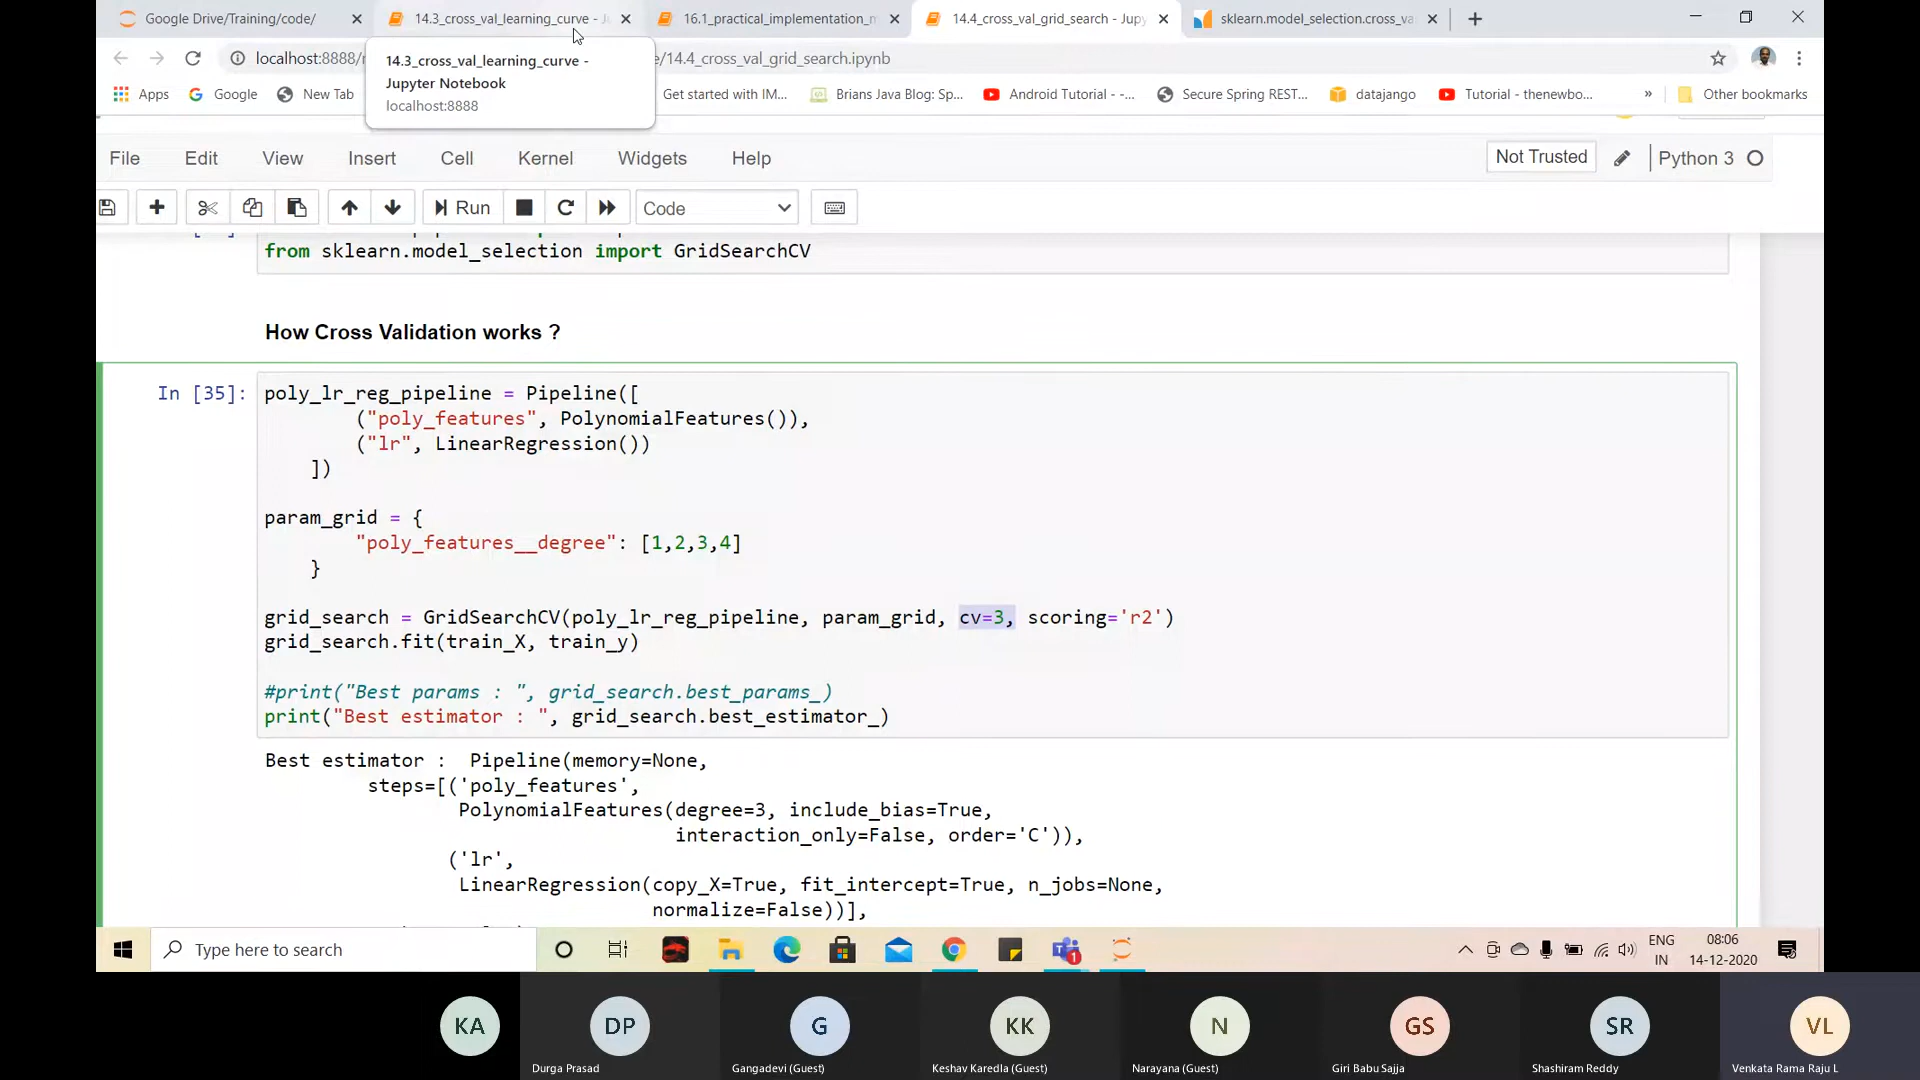 Google Drive/Training/code/
14.3_cross_val_learning_curve - Ju
16.1_practical_implementation_m
14.4_cross_val_grid_search - Jupy
sklearn.model_selection.cross_va
localhost:8888/
e/14.4_cross_val_grid_search.ipynb
14.3_cross_val_learning_curve -
Jupyter Notebook
localhost:8888
Apps
Google
New Tab
Get started with IM...
Brians Java Blog: Sp...
Android Tutorial - -...
Secure Spring REST...
datajango
Tutorial - thenewbo...
»
Other bookmarks
File Edit View Insert Cell Kernel Widgets Help
Not Trusted
Python 3
Run
Code
from sklearn.model_selection import GridSearchCV
How Cross Validation works ?
In [35]:
poly_lr_reg_pipeline = Pipeline([
("poly_features", PolynomialFeatures()),
("lr", LinearRegression())
])
param_grid = {
"poly_features__degree": [1,2,3,4]
}
grid_search = GridSearchCV(poly_lr_reg_pipeline, param_grid, cv=3, scoring='r2')
grid_search.fit(train_X, train_y)
#print("Best params : ", grid_search.best_params_)
print("Best estimator : ", grid_search.best_estimator_)
Best estimator :  Pipeline(memory=None,
steps=[('poly_features',
PolynomialFeatures(degree=3, include_bias=True,
interaction_only=False, order='C')),
('lr',
LinearRegression(copy_X=True, fit_intercept=True, n_jobs=None,
normalize=False))],
Type here to search
1
ENG
IN
08:06
14-12-2020
KA
DP
G
KK
N
GS
SR
VL
Durga Prasad
Gangadevi (Guest)
Keshav Karedla (Guest)
Narayana (Guest)
Giri Babu Sajja
Shashiram Reddy
Venkata Rama Raju L